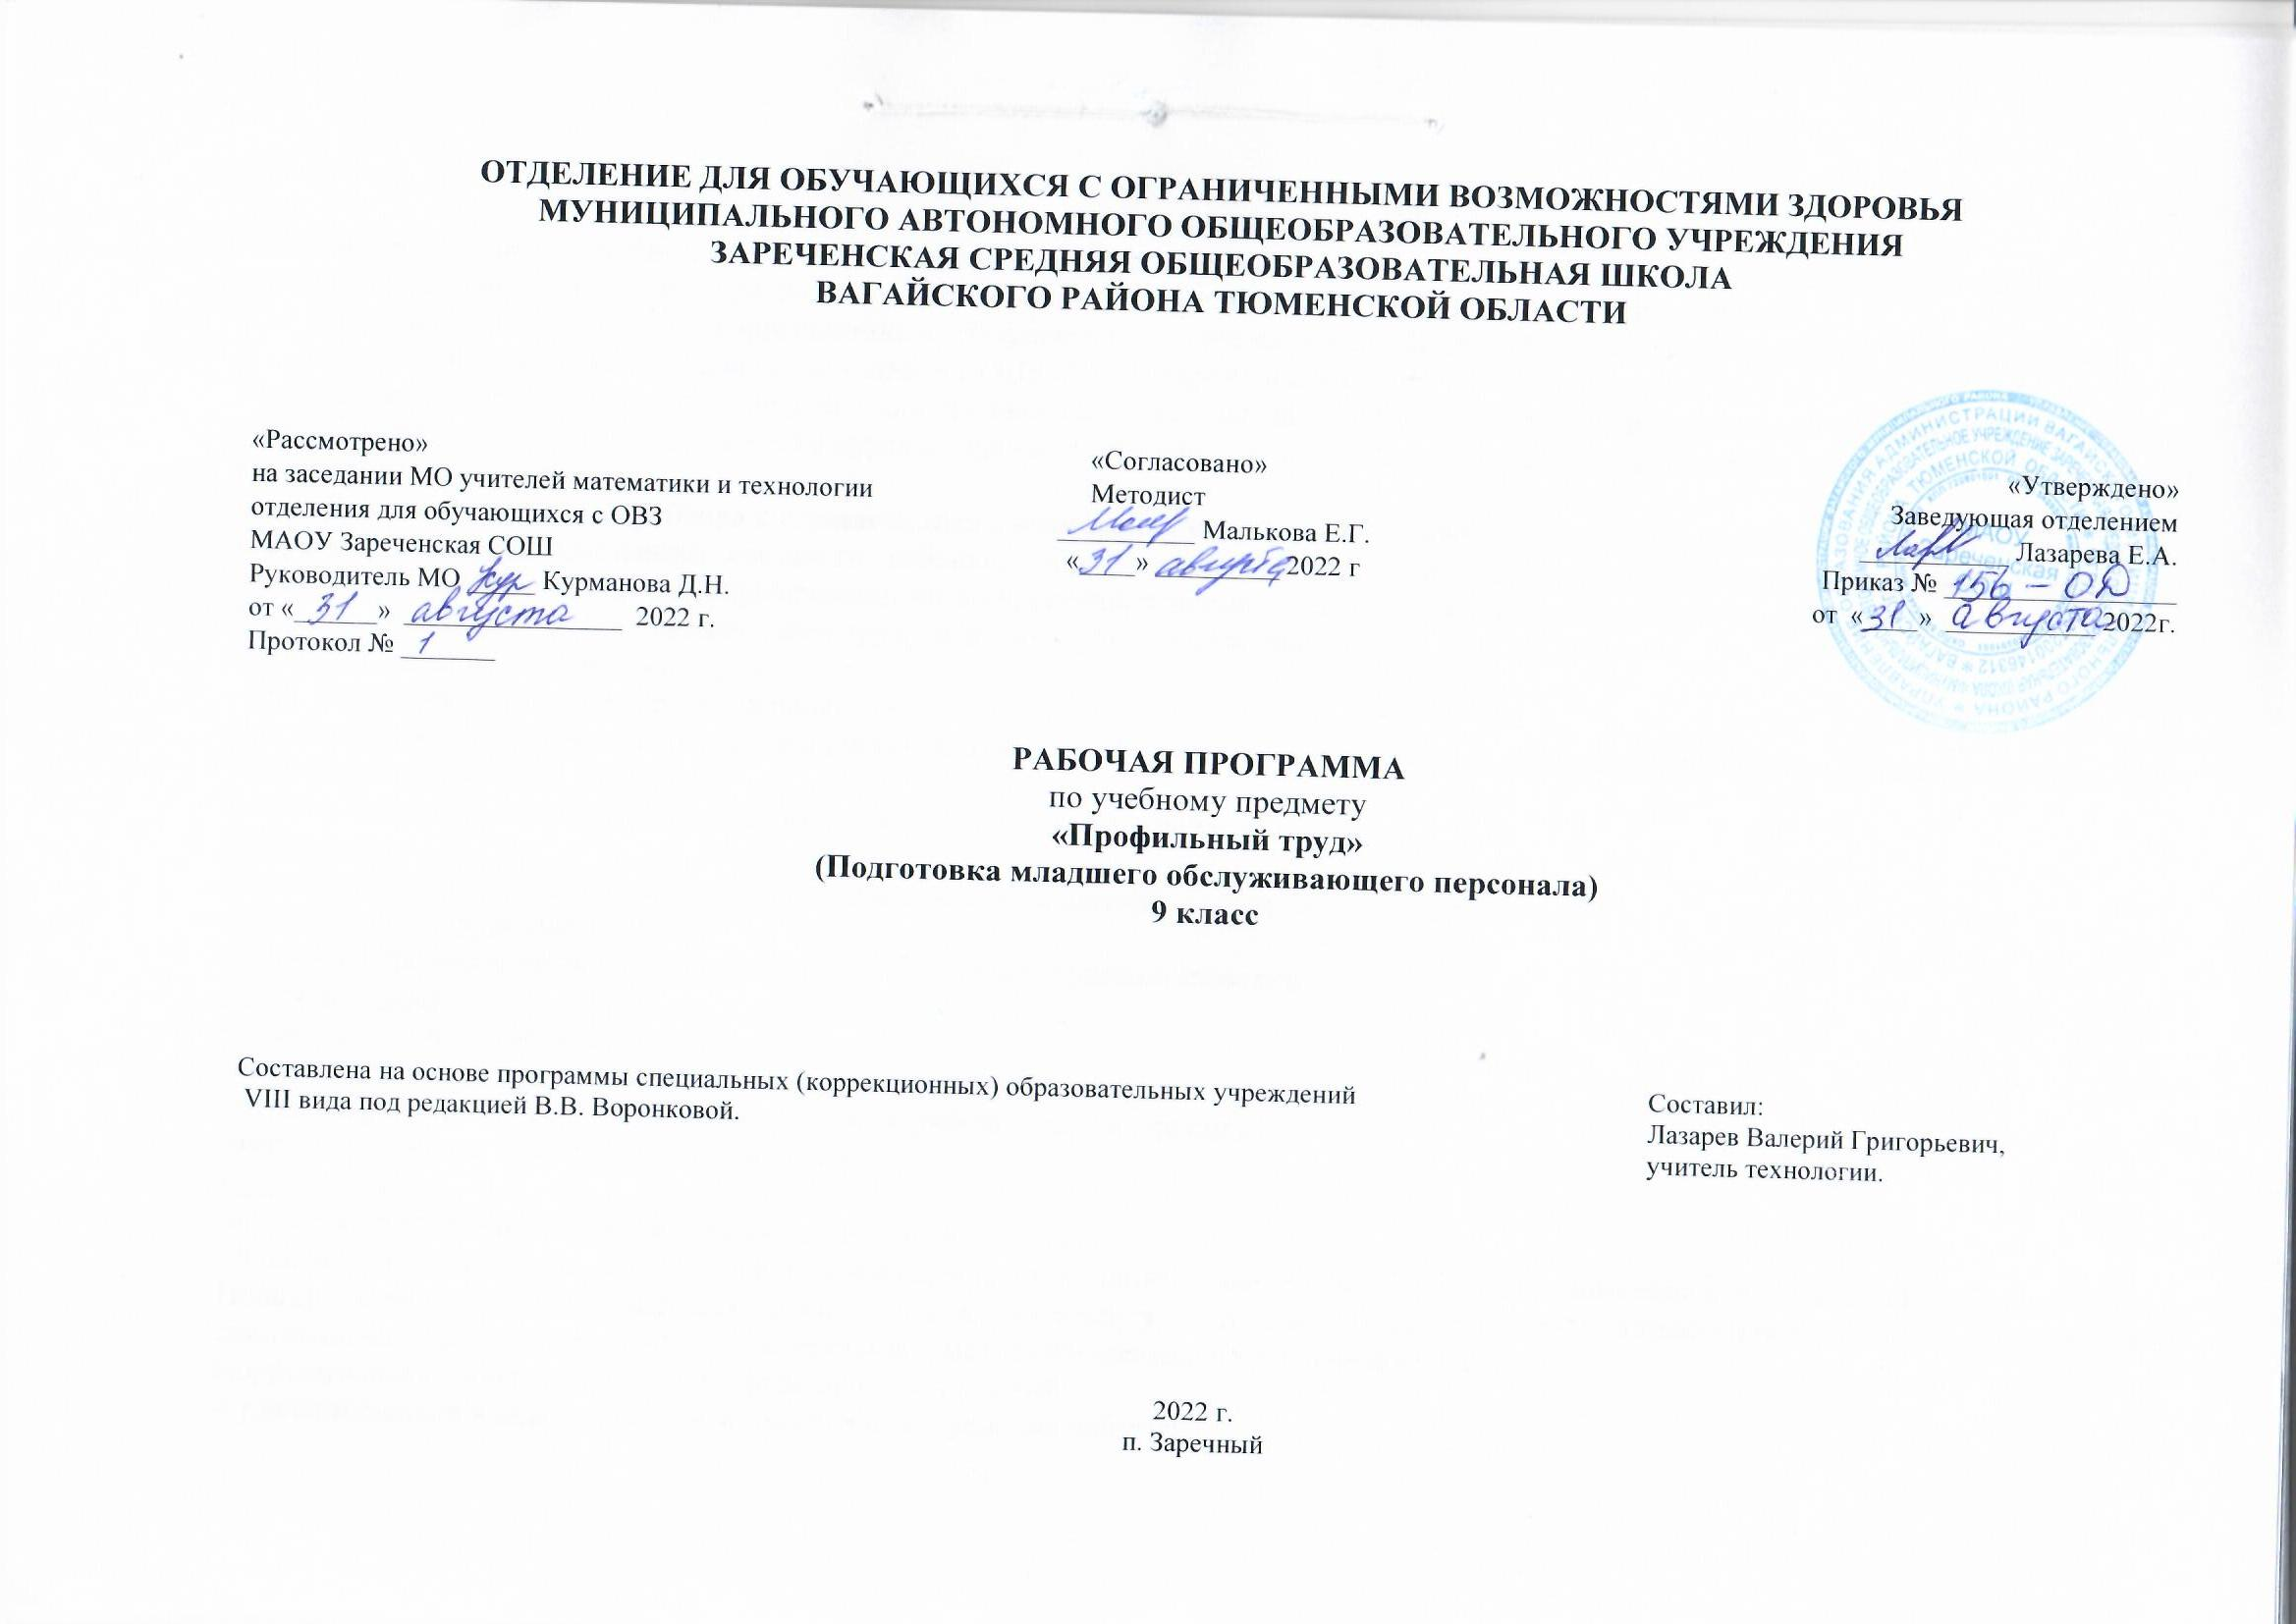 ОТДЕЛЕНИЕ ДЛЯ ОБУЧАЮЩИХСЯ С ОГРАНИЧЕННЫМИ ВОЗМОЖНОСТЯМИ ЗДОРОВЬЯ
МУНИЦИПАЛЬНОГО АВТОНОМНОГО ОБЩЕОБРАЗОВАТЕЛЬНОГО УЧРЕЖДЕНИЯ
ЗАРЕЧЕНСКАЯ СРЕДНЯЯ ОБЩЕОБРАЗОВАТЕЛЬНАЯ ШКОЛА
ВАГАЙСКОГО РАЙОНА ТЮМЕНСКОЙ ОБЛАСТИ
«Рассмотрено»
на заседании МО учителей математики и технологии
отделения для обучающихся с ОВЗ
МАОУ Зареченская СОШ
Руководитель МО Кур Курманова Д.Н.
от «31» августа 2022 г.
Протокол № 1
«Согласовано»
Методист
Малькова Е.Г.
«31» августа 2022 г
«Утверждено»
Заведующая отделением
Лазарева Е.А.
Приказ № 156-ОД
от «31» августа 2022г.
МАОУ
Зареченская
РАБОЧАЯ ПРОГРАММА
по учебному предмету
«Профильный труд»
(Подготовка младшего обслуживающего персонала)
9 класс
Составлена на основе программы специальных (коррекционных) образовательных учреждений
VIII вида под редакцией В.В. Воронковой.
Составил:
Лазарев Валерий Григорьевич,
учитель технологии.
2022 г.
п. Заречный